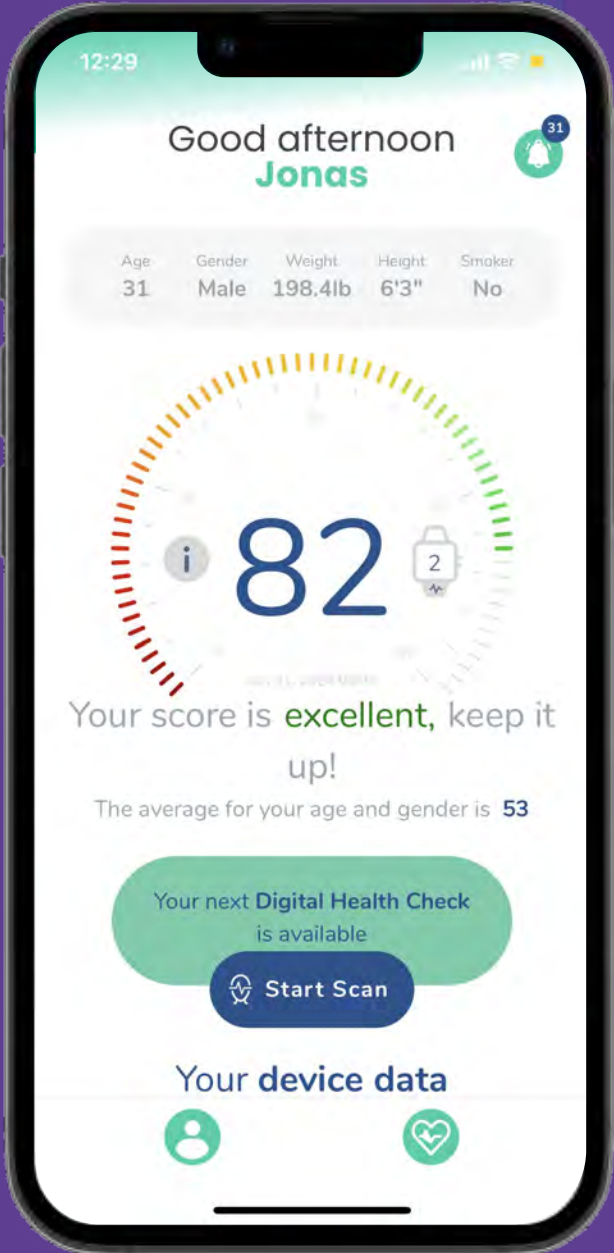 12:29
Good afternoon
31
Jonas
Age Gender Weight Height Smoker
31 Male 198.4lb 6'3" No
i 82 2
Your score is excellent, keep it
up!
The average for your age and gender is 53
Your next Digital Health Check
is available
Start Scan
Your device data